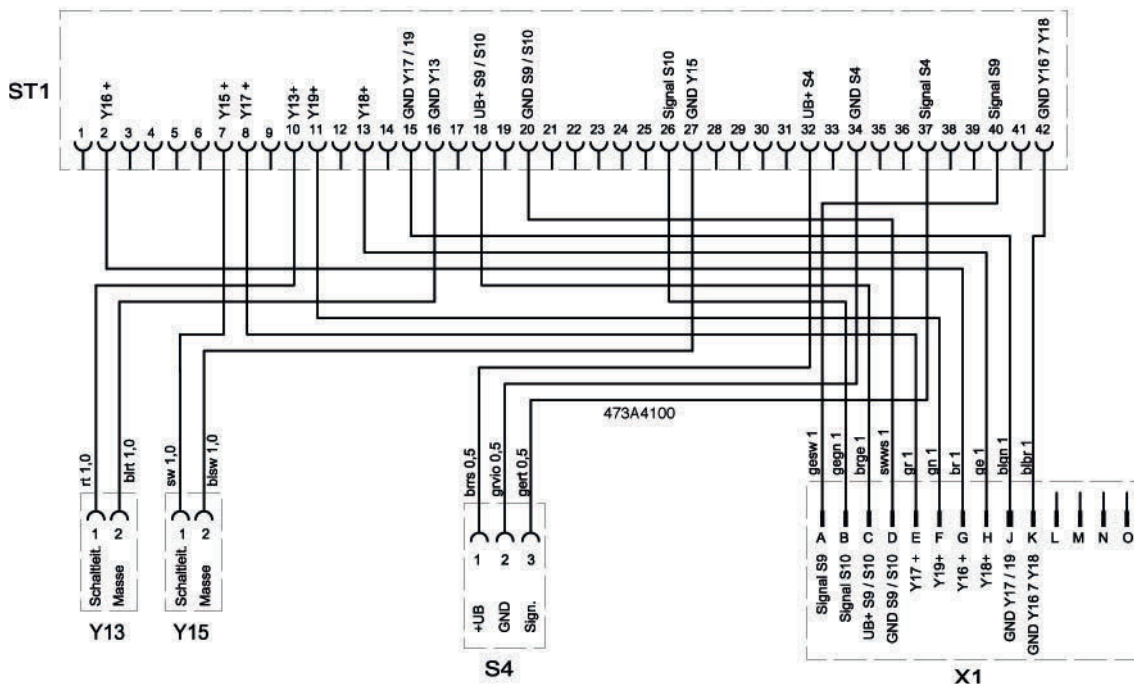 ST1
Y16 +
Y15 +
Y17 +
Y13+
Y19+
Y18+
GND Y17 / 19
GND Y13
UB+ S9 / S10
GND S9 / S10
Signal S10
GND Y15
UB+ S4
GND S4
Signal S4
Signal S9
GND Y16 7 Y18
1 2 3 4 5 6 7 8 9 10 11 12 13 14 15 16 17 18 19 20 21 22 23 24 25 26 27 28 29 30 31 32 33 34 35 36 37 38 39 40 41 42
473A4100
rt 1,0
blrt 1,0
sw 1,0
blsw 1,0
brrs 0,5
grvio 0,5
gert 0,5
gesw 1
gegn 1
brge 1
swws 1
gr 1
gn 1
br 1
ge 1
blgn 1
blbr 1
1 2
Schaltleit.
Masse
Y13
1 2
Schaltleit.
Masse
Y15
1 2 3
+UB
GND
Sign.
S4
A B C D E F G H J K L M N O
Signal S9
Signal S10
UB+ S9 / S10
GND S9 / S10
Y17 +
Y19+
Y16 +
Y18+
GND Y17 / 19
GND Y16 7 Y18
X1